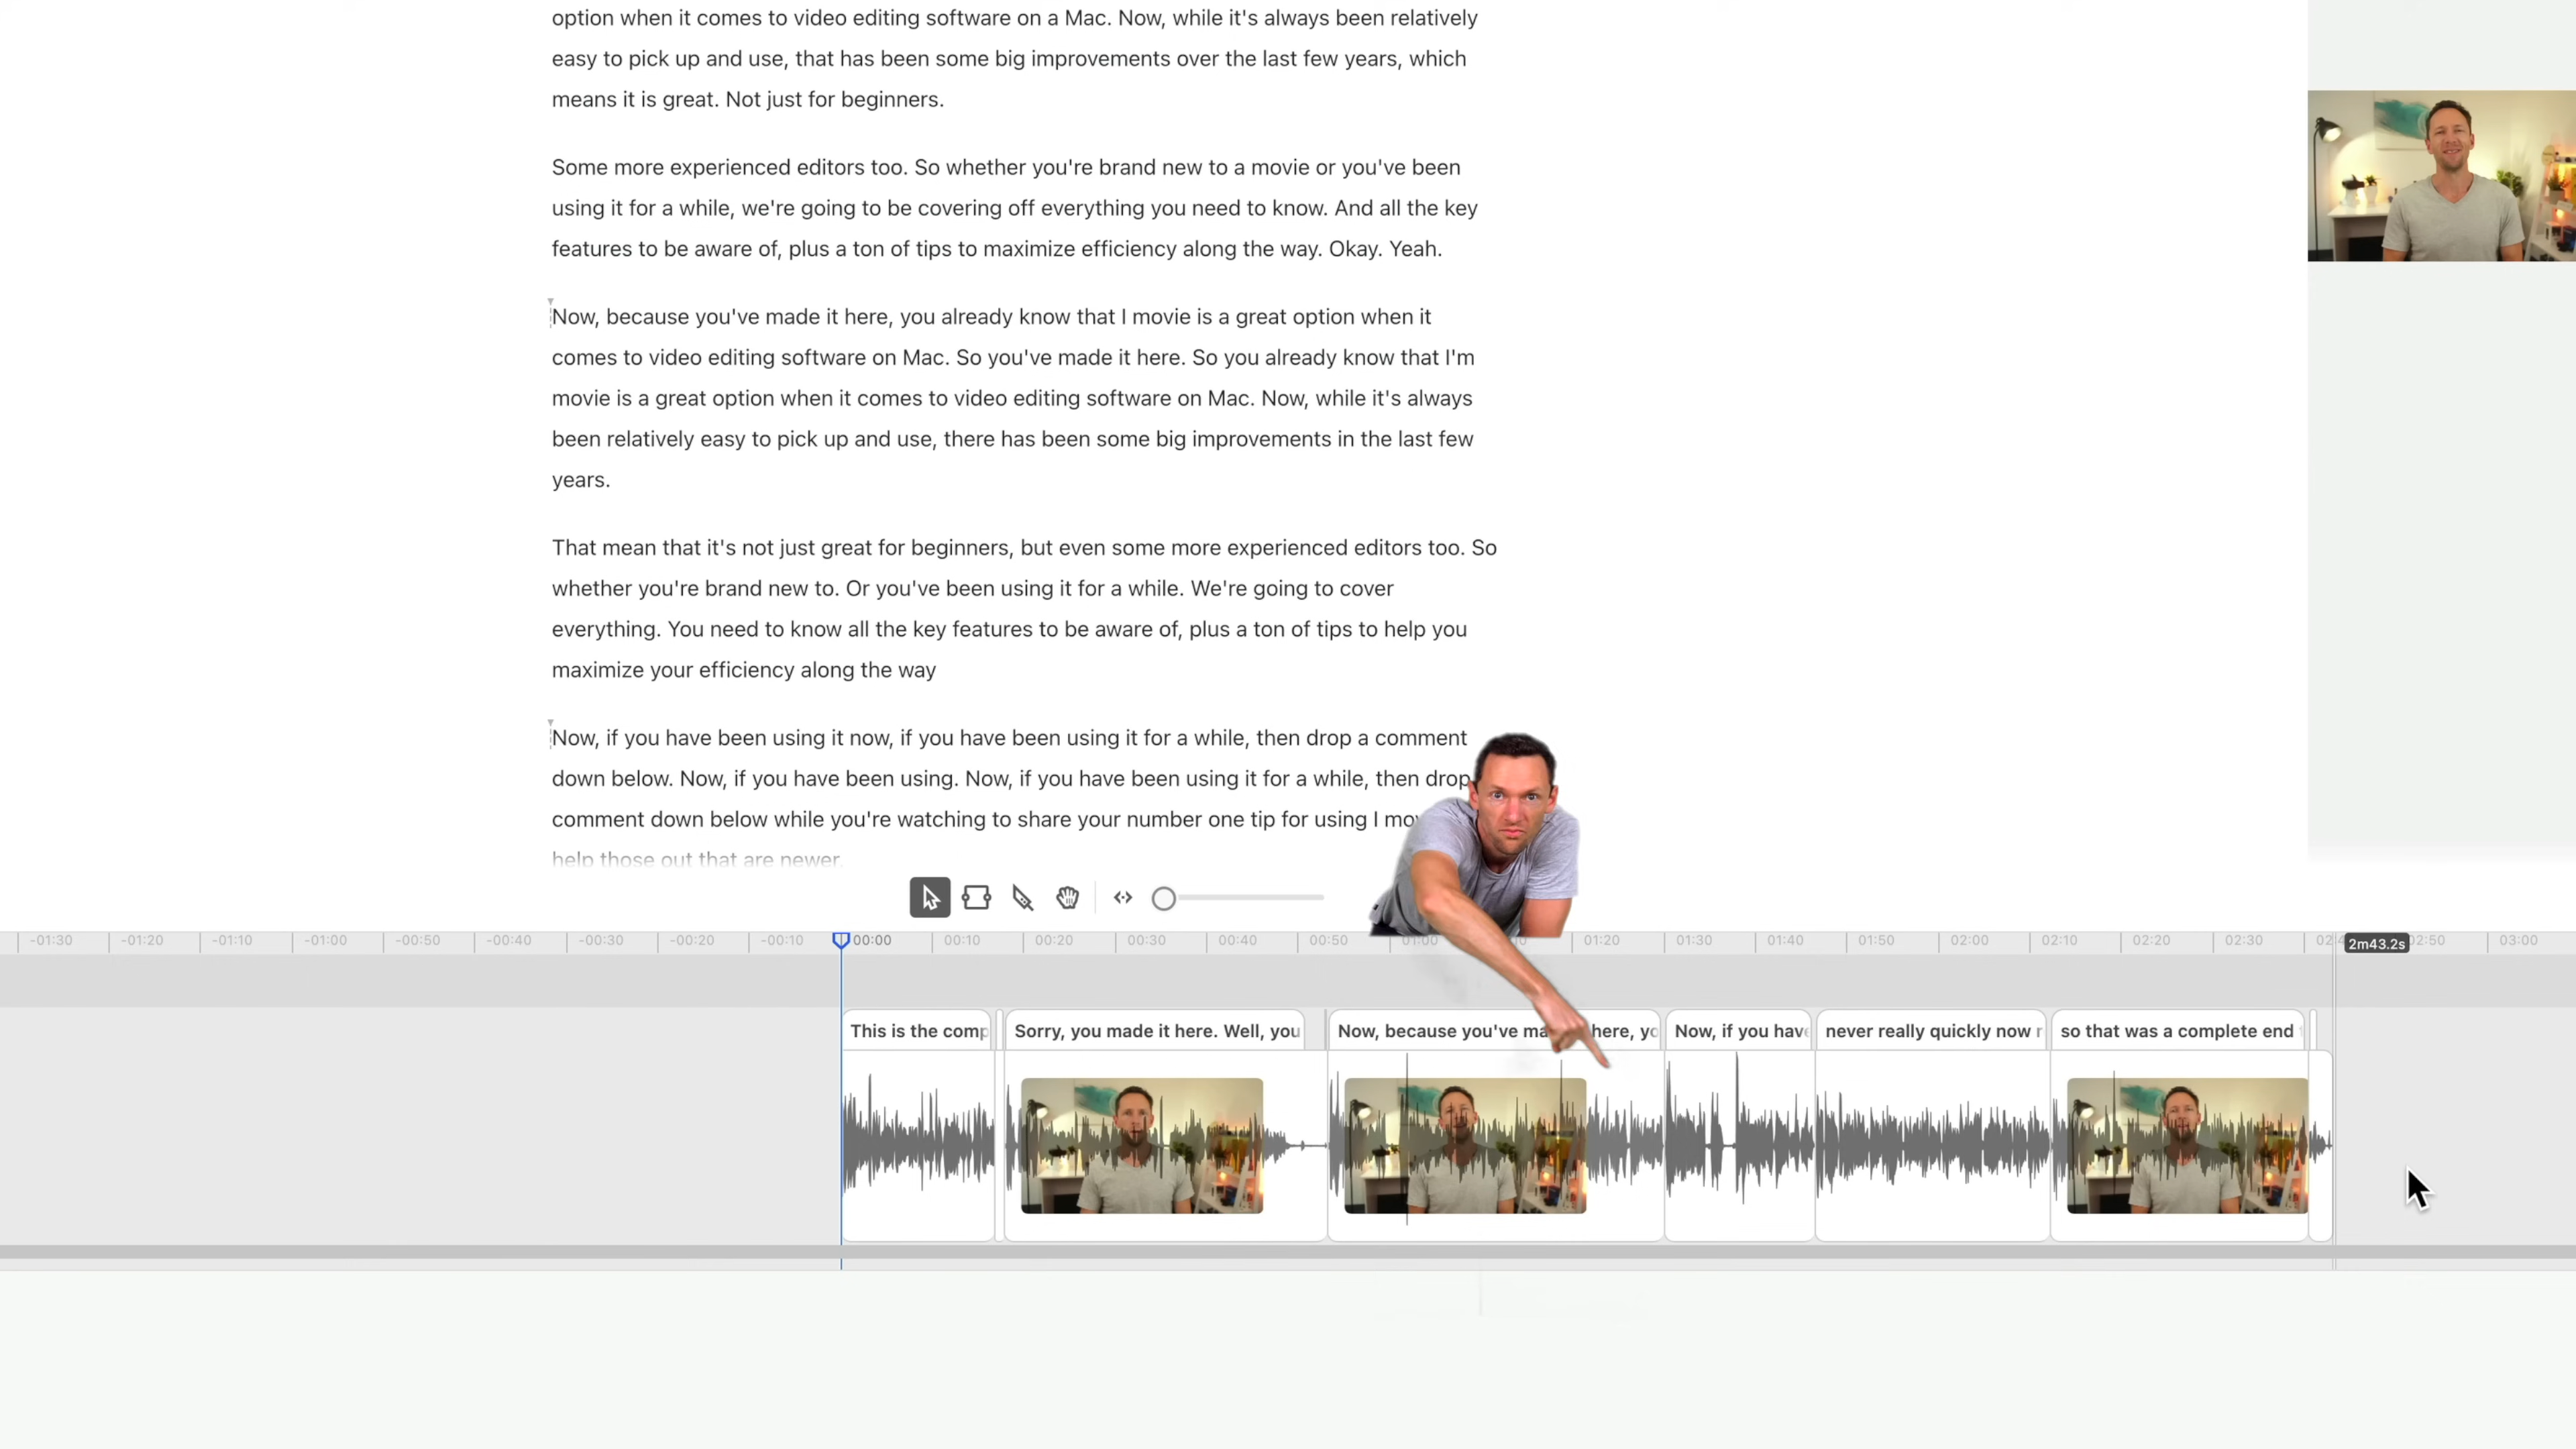 option when it comes to video editing software on a Mac. Now, while it's always been relatively
easy to pick up and use, that has been some big improvements over the last few years, which
means it is great. Not just for beginners.
Some more experienced editors too. So whether you're brand new to a movie or you've been
using it for a while, we're going to be covering off everything you need to know. And all the key
features to be aware of, plus a ton of tips to maximize efficiency along the way. Okay. Yeah.
Now, because you've made it here, you already know that I movie is a great option when it
comes to video editing software on Mac. So you've made it here. So you already know that I'm
movie is a great option when it comes to video editing software on Mac. Now, while it's always
been relatively easy to pick up and use, there has been some big improvements in the last few
years.
That mean that it's not just great for beginners, but even some more experienced editors too. So
whether you're brand new to. Or you've been using it for a while. We're going to cover
everything. You need to know all the key features to be aware of, plus a ton of tips to help you
maximize your efficiency along the way
Now, if you have been using it now, if you have been using it for a while, then drop a comment
down below. Now, if you have been using. Now, if you have been using it for a while, then drop
comment down below while you're watching to share your number one tip for using I mo
help those out that are newer.
-01:30 -01:20 -01:10 -01:00 -00:50 -00:40 -00:30 -00:20 -00:10 00:00 00:10 00:20 00:30 00:40 00:50 01:00 01:20 01:30 01:40 01:50 02:00 02:10 02:20 02:30 2m43.2s 02:50 03:00
This is the comp Sorry, you made it here. Well, you Now, because you've ma here, yo Now, if you hav never really quickly now r so that was a complete end